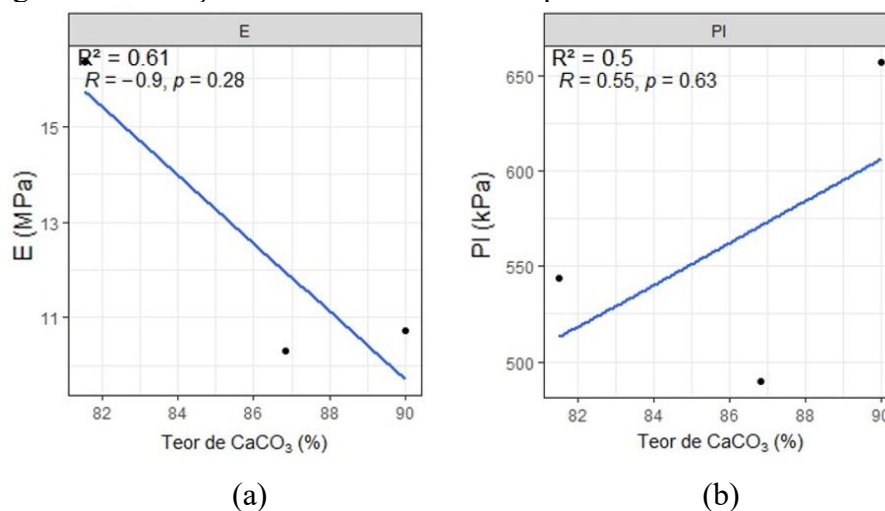 E
R² = 0.61
R = −0.9, p = 0.28
15
13
11
E (MPa)
82 84 86 88 90
Teor de CaCO₃ (%)
(a)
PI
R² = 0.5
R = 0.55, p = 0.63
650
600
550
500
PI (kPa)
82 84 86 88 90
Teor de CaCO₃ (%)
(b)